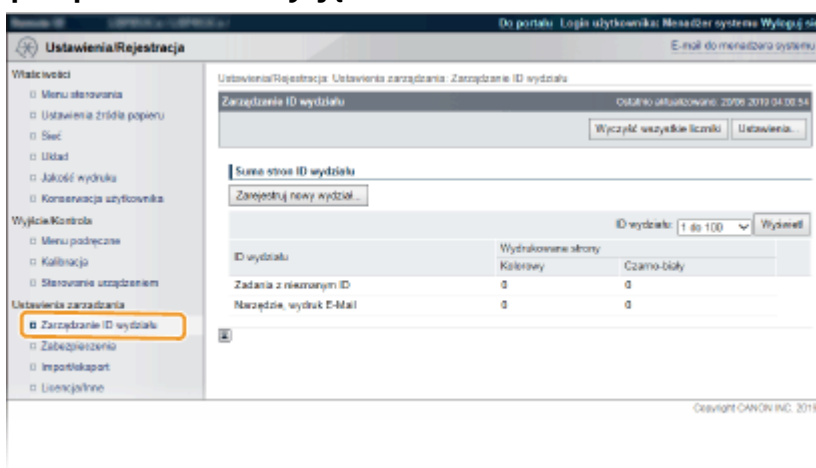 Do portalu Login użytkownika: Menedżer systemu Wyloguj się
Ustawienia/Rejestracja
E-mail do menedżera systemu
Właściwości
Menu sterowania
Ustawienia źródła papieru
Sieć
Układ
Jakość wydruku
Konserwacja użytkownika
Wyjście/Kontrola
Menu podręczne
Kalibracja
Sterowanie urządzeniem
Ustawienia zarządzania
Zarządzanie ID wydziału
Zabezpieczenia
Import/eksport
Licencja/Inne
Ustawienia/Rejestracja: Ustawienia zarządzania: Zarządzanie ID wydziału
Zarządzanie ID wydziału
Ostatnio aktualizowano: 20/06 2019 04:00:54
Wyczyść wszystkie liczniki
Ustawienia...
Suma stron ID wydziału
Zarejestruj nowy wydział...
ID wydziału: 1 do 100 Wyświetl
ID wydziału
Wydrukowane strony
Kolorowy Czarno-biały
Zadania z nieznanym ID 0 0
Narzędzie, wydruk E-Mail 0 0
Copyright CANON INC. 2019